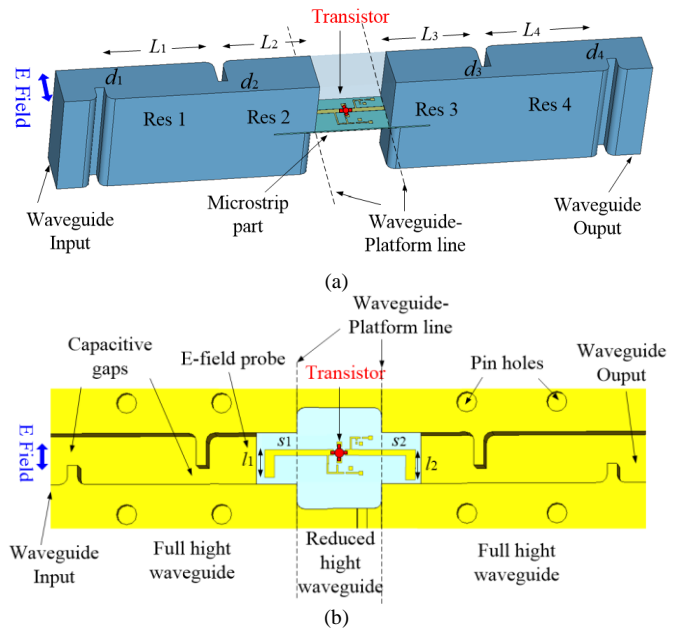 Transistor
L1 L2 L3 L4
d1 d2 d3 d4
E Field
Res 1 Res 2 Res 3 Res 4
Waveguide
Input
Microstrip
part
Waveguide-
Platform line
Waveguide
Ouput
(a)
Waveguide-
Platform line
Capacitive
gaps
E-field probe
Transistor
Pin holes
Waveguide
Ouput
E Field
s1 s2
l1 l2
Waveguide
Input
Full hight
waveguide
Reduced
hight
waveguide
Full hight
waveguide
(b)